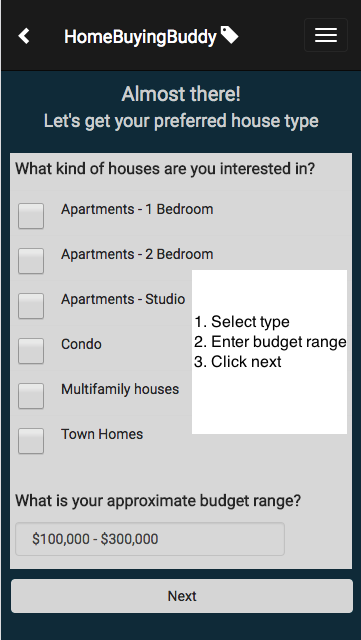 HomeBuyingBuddy
Almost there!
Let's get your preferred house type
What kind of houses are you interested in?
Apartments - 1 Bedroom
Apartments - 2 Bedroom
Apartments - Studio
Condo
Multifamily houses
Town Homes
1. Select type
2. Enter budget range
3. Click next
What is your approximate budget range?
$100,000 - $300,000
Next